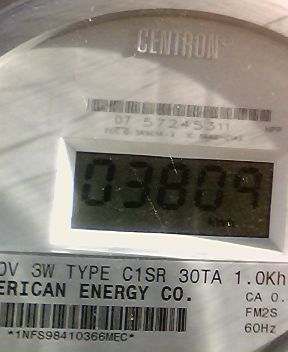 CENTRON
07 57245311
03809
kWh
0V 3W TYPE C1SR 30TA 1.0Kh
ERICAN ENERGY CO.
CA 0.
FM2S
*1NFS98410366MEC*
60Hz